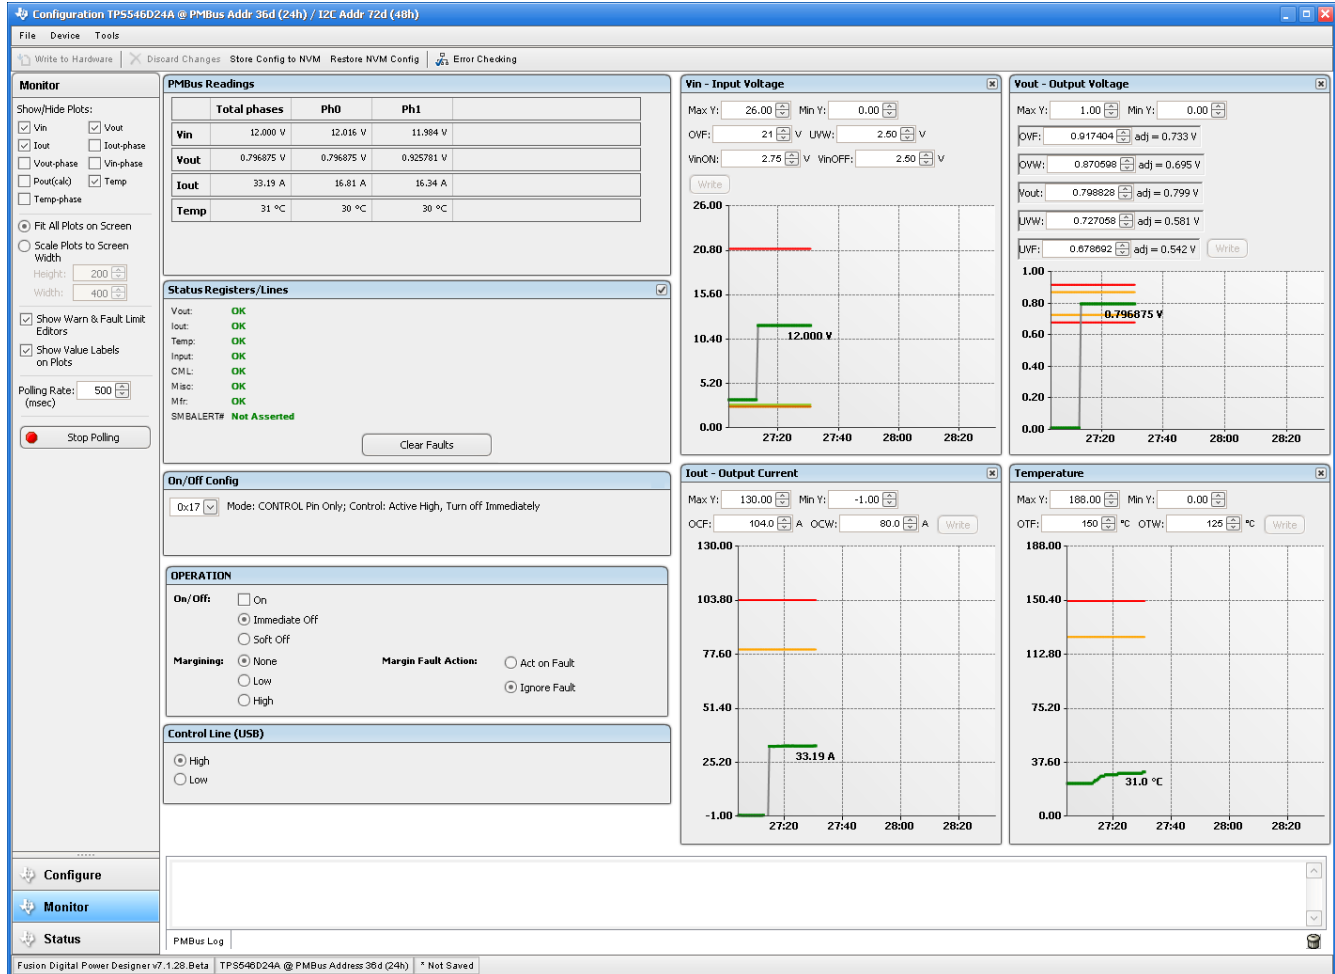 Configuration TPS546D24A @ PMBus Addr 36d (24h) / I2C Addr 72d (48h)
File Device Tools
Write to Hardware Discard Changes Store Config to NVM Restore NVM Config Error Checking
Monitor
Show/Hide Plots:
Vin Vout
Iout Iout-phase
Vout-phase Vin-phase
Pout(calc) Temp
Temp-phase
Fit All Plots on Screen
Scale Plots to Screen
Width
Height: 200
Width: 400
Show Warn & Fault Limit
Editors
Show Value Labels
on Plots
Polling Rate: 500
(msec)
Stop Polling
PMBus Readings
Total phases Ph0 Ph1
Vin 12.000 V 12.016 V 11.984 V
Vout 0.796875 V 0.796875 V 0.925781 V
Iout 33.19 A 16.81 A 16.34 A
Temp 31 °C 30 °C 30 °C
Status Registers/Lines
Vout: OK
Iout: OK
Temp: OK
Input: OK
CML: OK
Misc: OK
Mfr: OK
SMBALERT# Not Asserted
Clear Faults
On/Off Config
0x17 Mode: CONTROL Pin Only; Control: Active High, Turn off Immediately
OPERATION
On/Off: On
Immediate Off
Soft Off
Margining: None Margin Fault Action: Act on Fault
Low
Ignore Fault
High
Control Line (USB)
High
Low
Vin - Input Voltage
Max Y: 26.00 Min Y: 0.00
OVF: 21 V UVW: 2.50 V
VinON: 2.75 V VinOFF: 2.50 V
Write
26.00
20.80
15.60
10.40
12.000 V
5.20
0.00
27:20 27:40 28:00 28:20
Vout - Output Voltage
Max Y: 1.00 Min Y: 0.00
OVF: 0.917404 adj = 0.733 V
OVW: 0.870598 adj = 0.695 V
Vout: 0.798828 adj = 0.799 V
UVW: 0.727058 adj = 0.581 V
UVF: 0.678692 adj = 0.542 V Write
1.00
0.80
0.796875 V
0.60
0.40
0.20
0.00
27:20 27:40 28:00 28:20
Iout - Output Current
Max Y: 130.00 Min Y: -1.00
OCF: 104.0 A OCW: 80.0 A Write
130.00
103.80
77.60
51.40
25.20
33.19 A
-1.00
27:20 27:40 28:00 28:20
Temperature
Max Y: 188.00 Min Y: 0.00
OTF: 150 °C OTW: 125 °C Write
188.00
150.40
112.80
75.20
37.60
31.0 °C
0.00
27:20 27:40 28:00 28:20
Configure
Monitor
Status
PMBus Log
Fusion Digital Power Designer v7.1.28.Beta TPS546D24A @ PMBus Address 36d (24h) * Not Saved